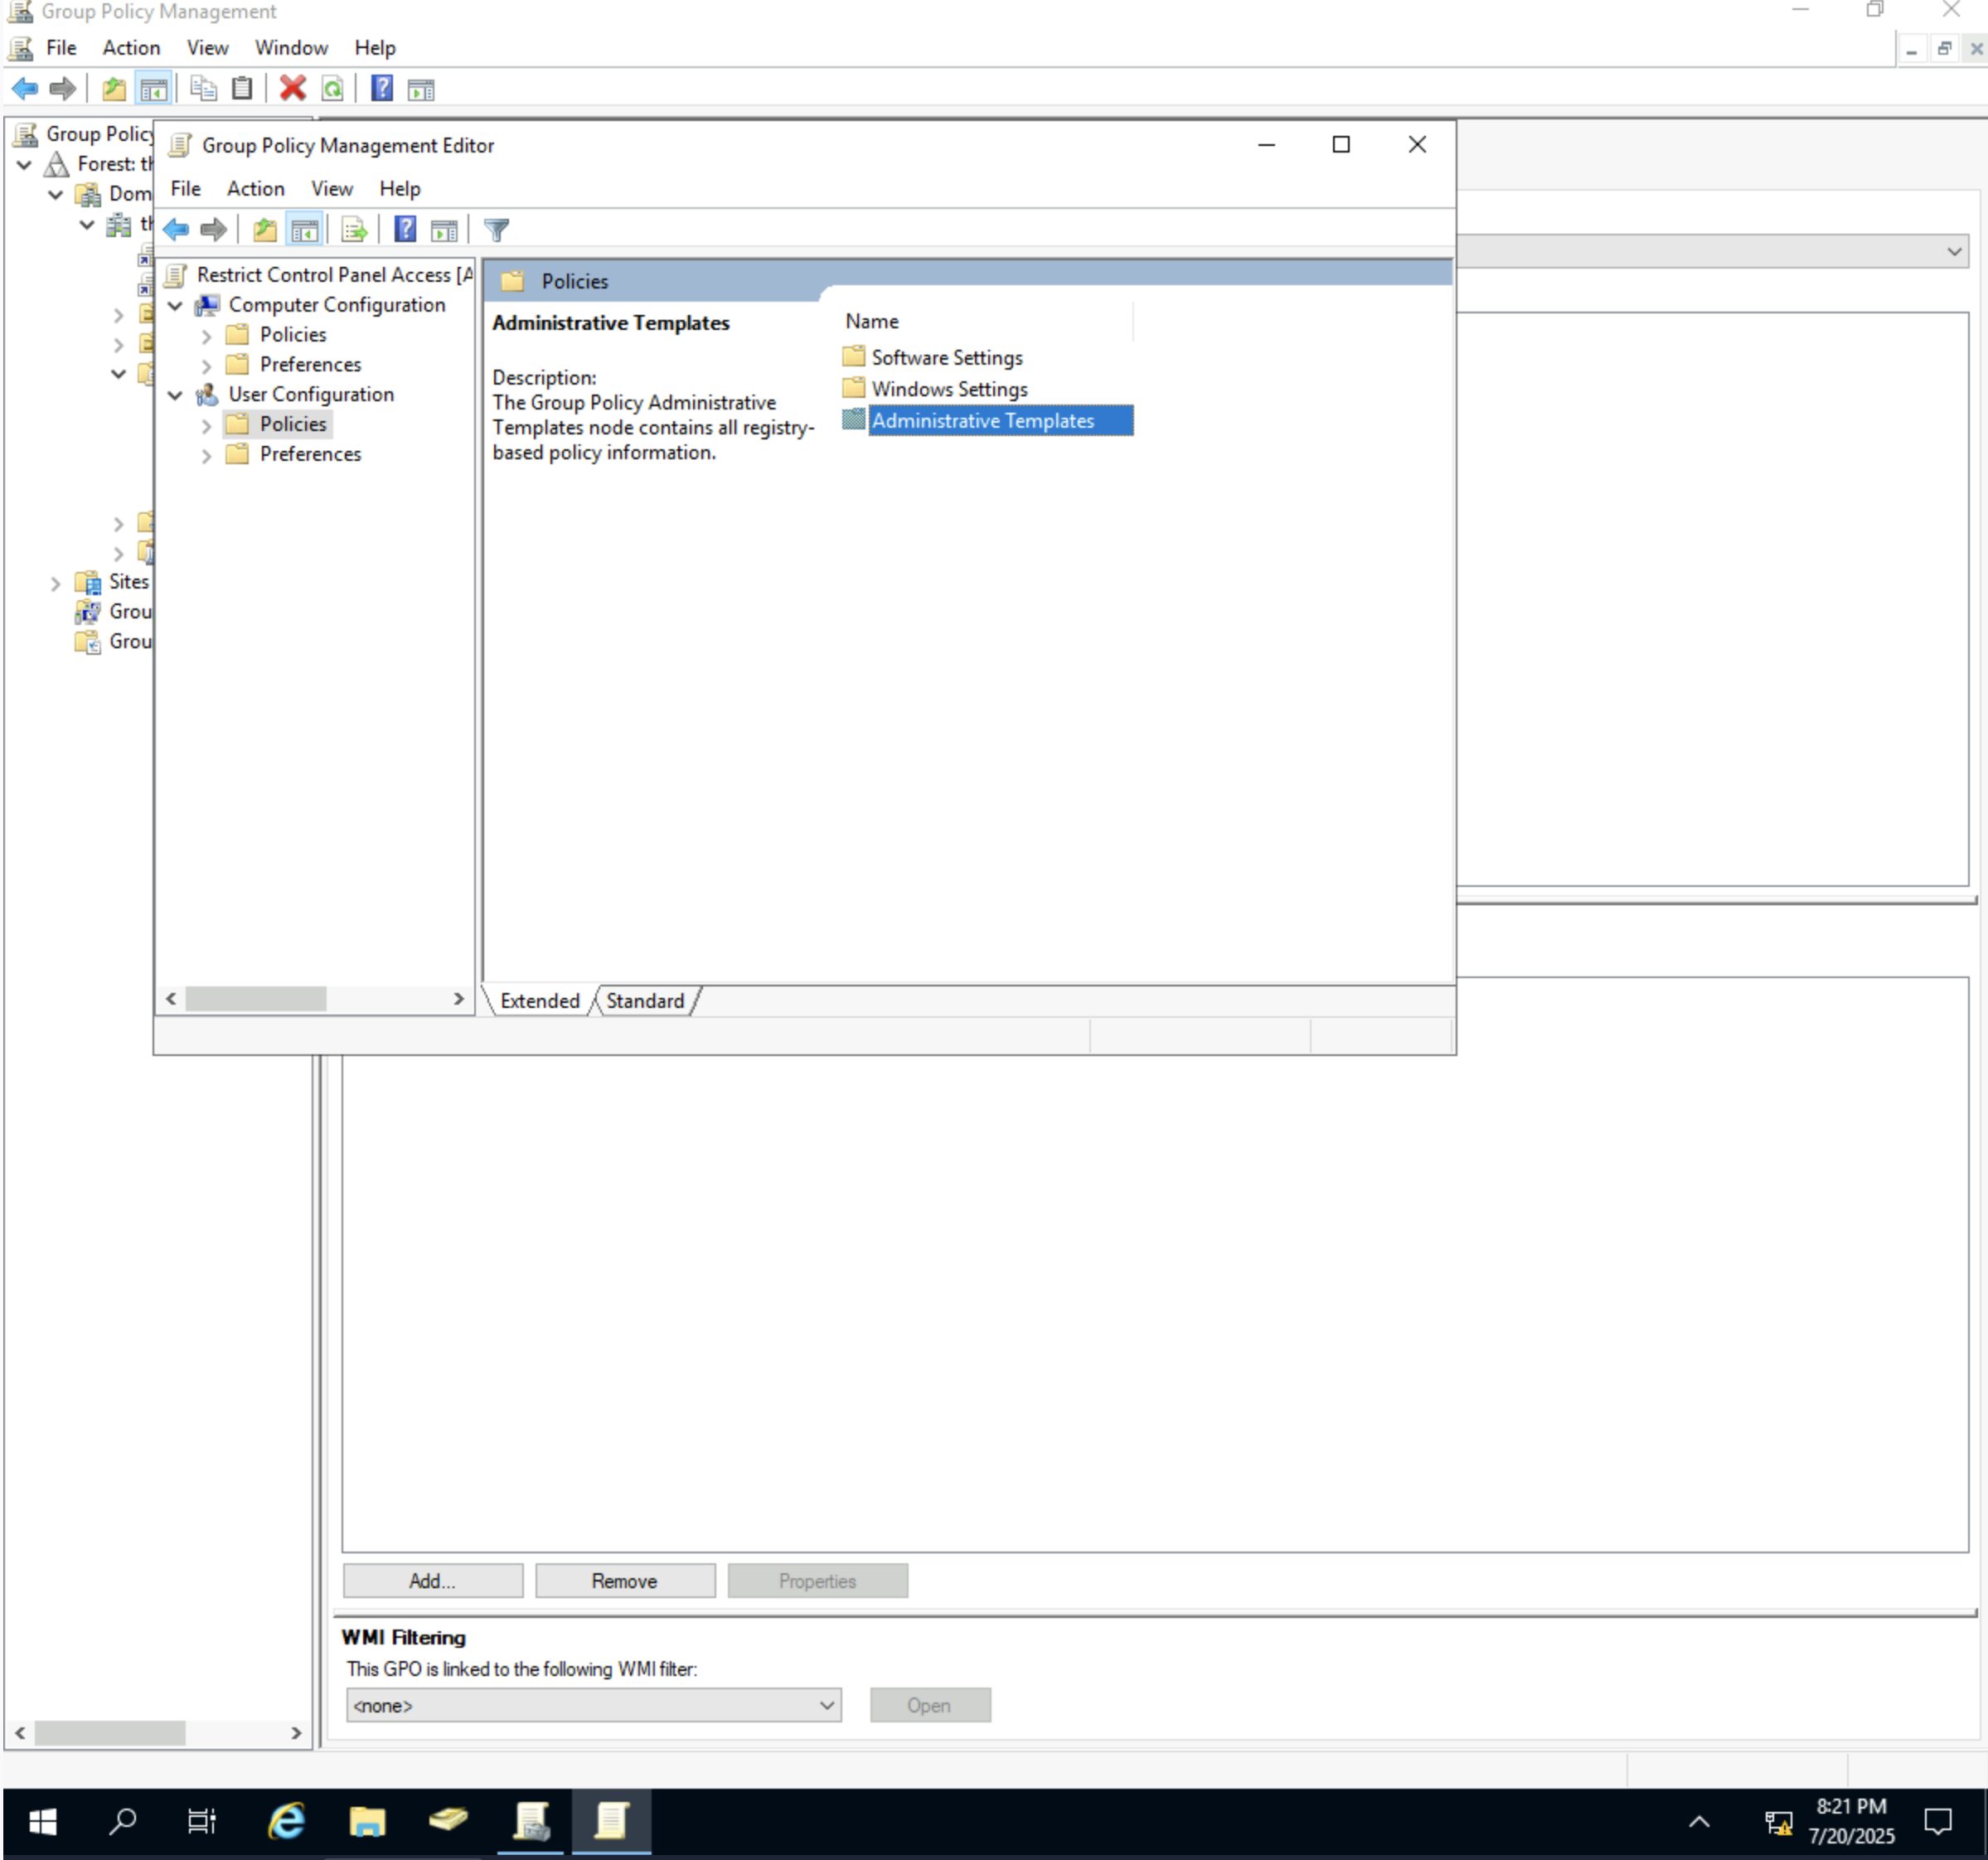 Group Policy Management
File Action View Window Help
Group Policy
Forest: th
Dom
th
Sites
Grou
Grou
Group Policy Management Editor
File Action View Help
Restrict Control Panel Access [A
Computer Configuration
Policies
Preferences
User Configuration
Policies
Preferences
Policies
Administrative Templates
Description:
The Group Policy Administrative
Templates node contains all registry-
based policy information.
Name
Software Settings
Windows Settings
Administrative Templates
Extended Standard
Add... Remove Properties
WMI Filtering
This GPO is linked to the following WMI filter:
<none> Open
8:21 PM
7/20/2025